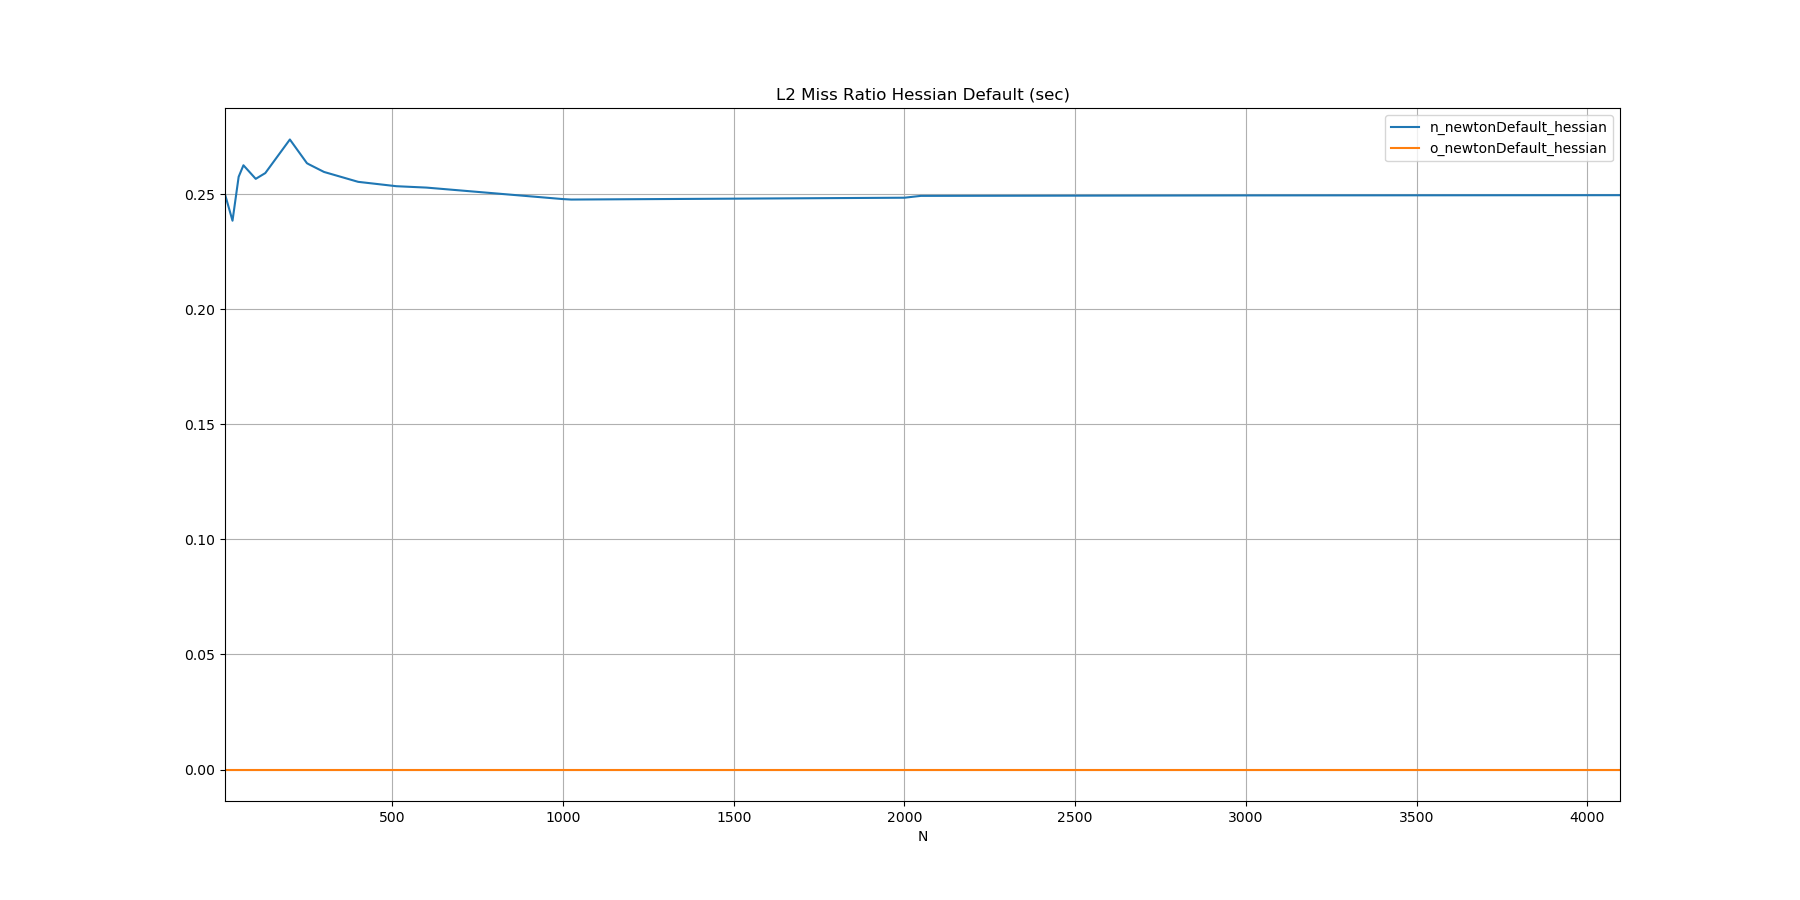 L2 Miss Ratio Hessian Default (sec)
n_newtonDefault_hessian
o_newtonDefault_hessian
0.25
0.20
0.15
0.10
0.05
0.00
500 1000 1500 2000 2500 3000 3500 4000
N